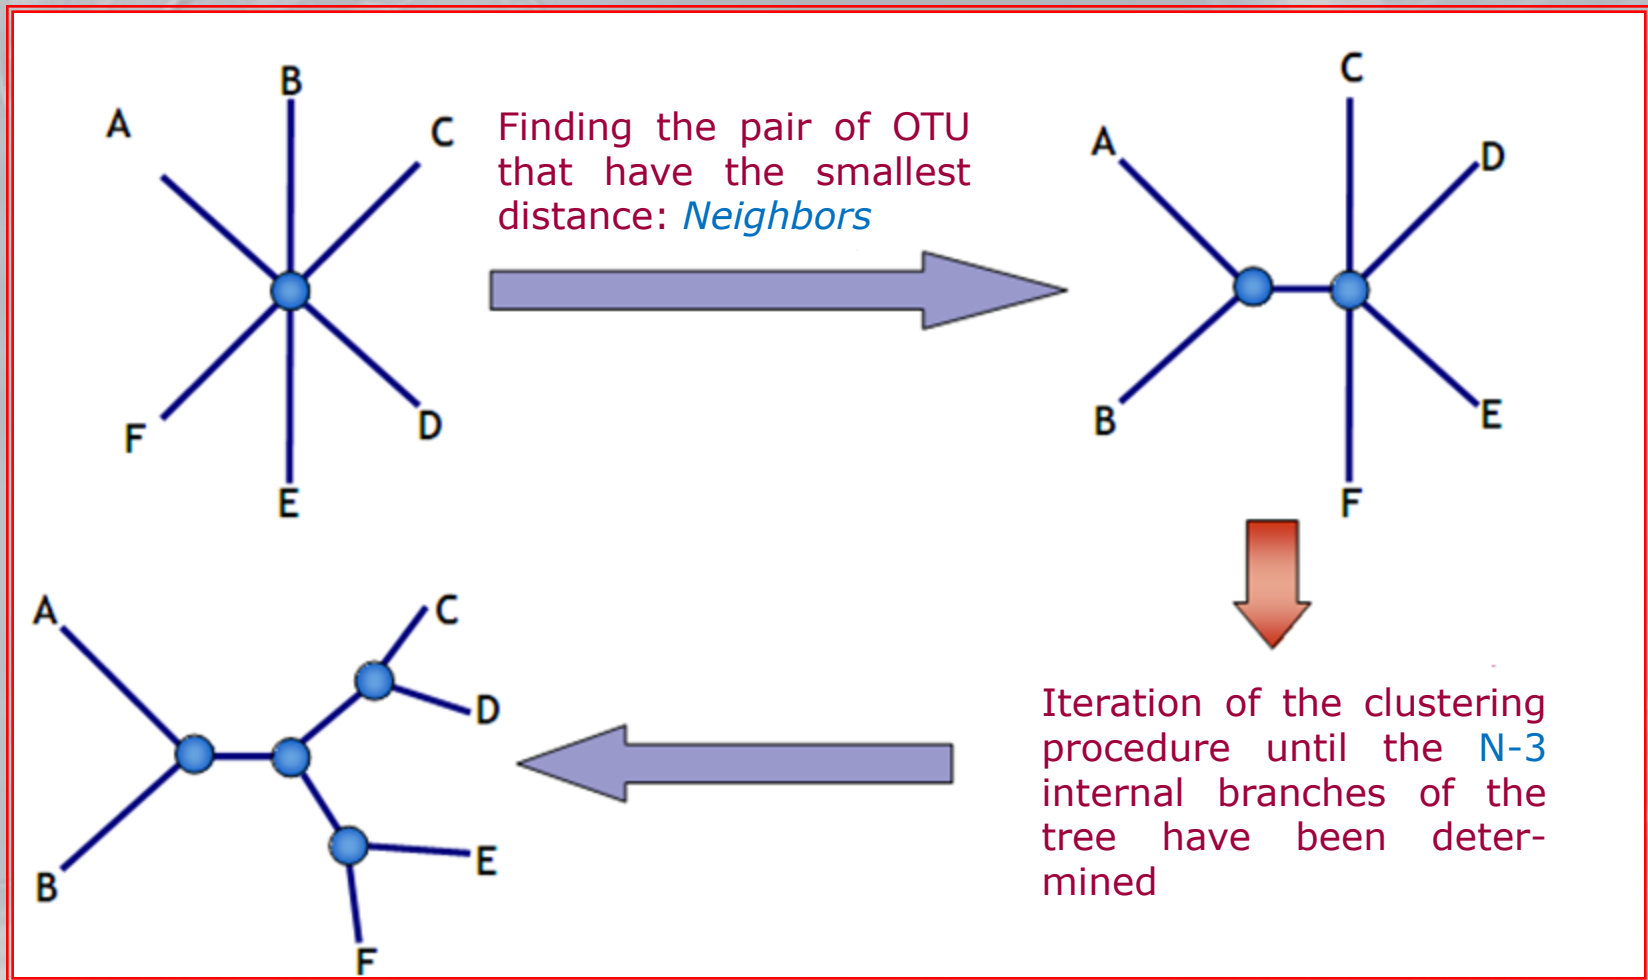 A
B
C
D
E
F
Finding the pair of OTU
that have the smallest
distance: Neighbors
A
B
C
D
E
F
Iteration of the clustering
procedure until the N-3
internal branches of the
tree have been deter-
mined
A
B
C
D
E
F